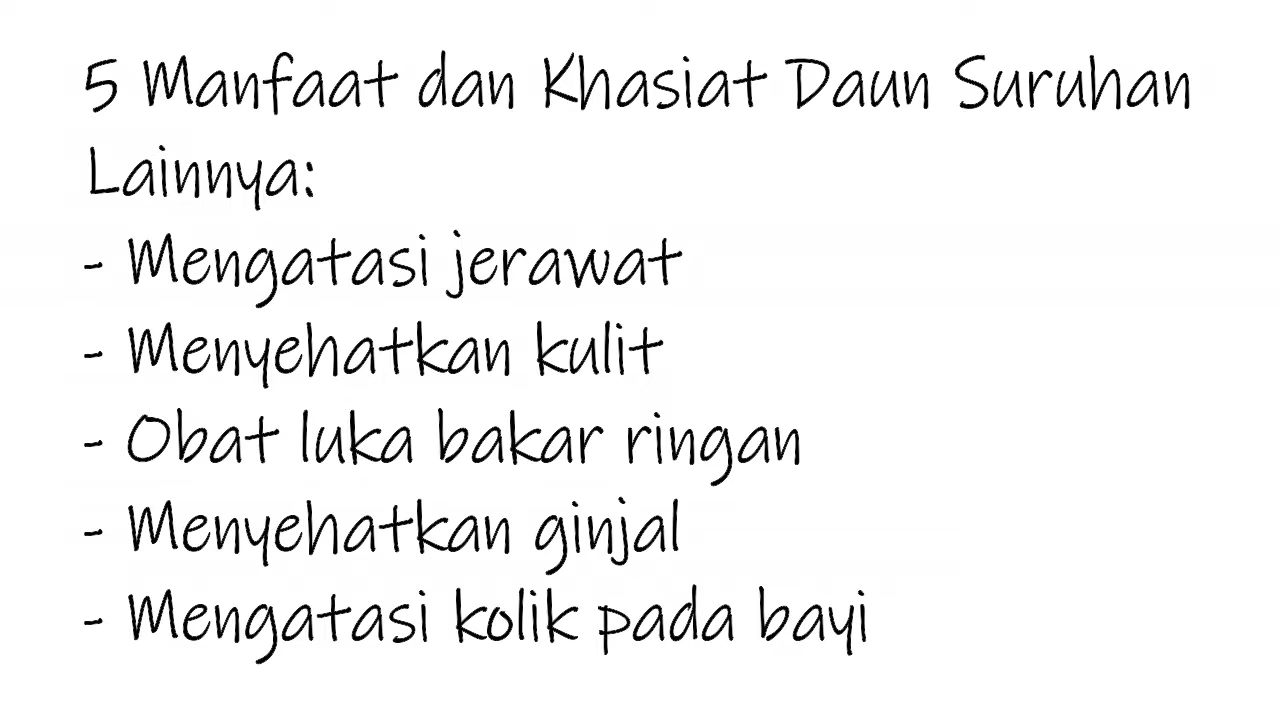 5 Manfaat dan Khasiat Daun Suruhan
Lainnya:
- Mengatasi jerawat
- Menyehatkan kulit
- Obat luka bakar ringan
- Menyehatkan ginjal
- Mengatasi kolik pada bayi